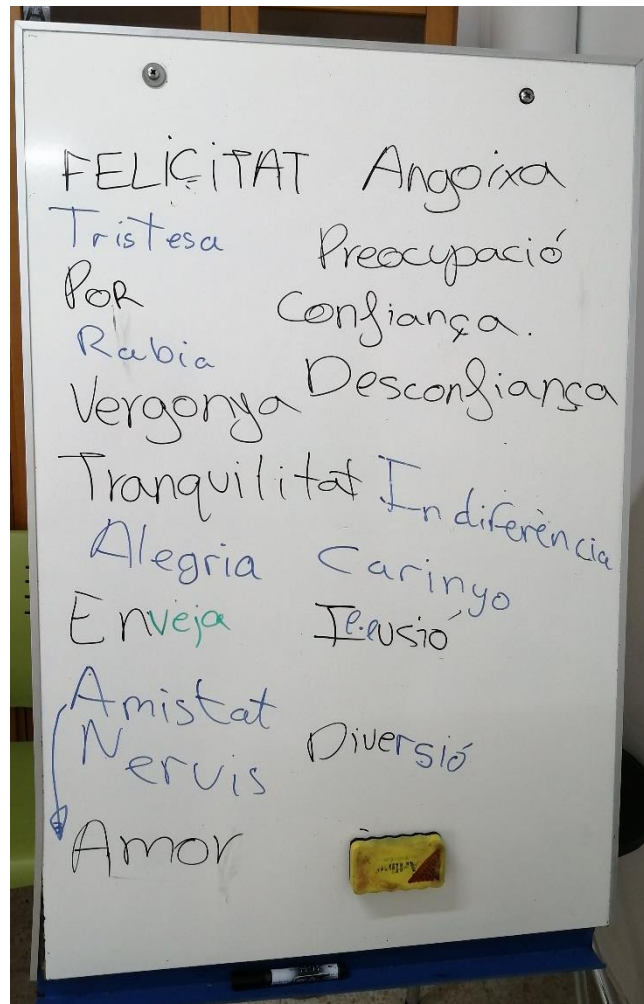 FELIÇITAT Angoixa
Tristesa
Preocupació
POR
Confiança.
Rabia
Desconfiança
Vergonya
Tranquilitat Indiferència
Alegria Carinyo
Enveja Il·lusió
Amistat
Nervis Diversió
Amor
Artline